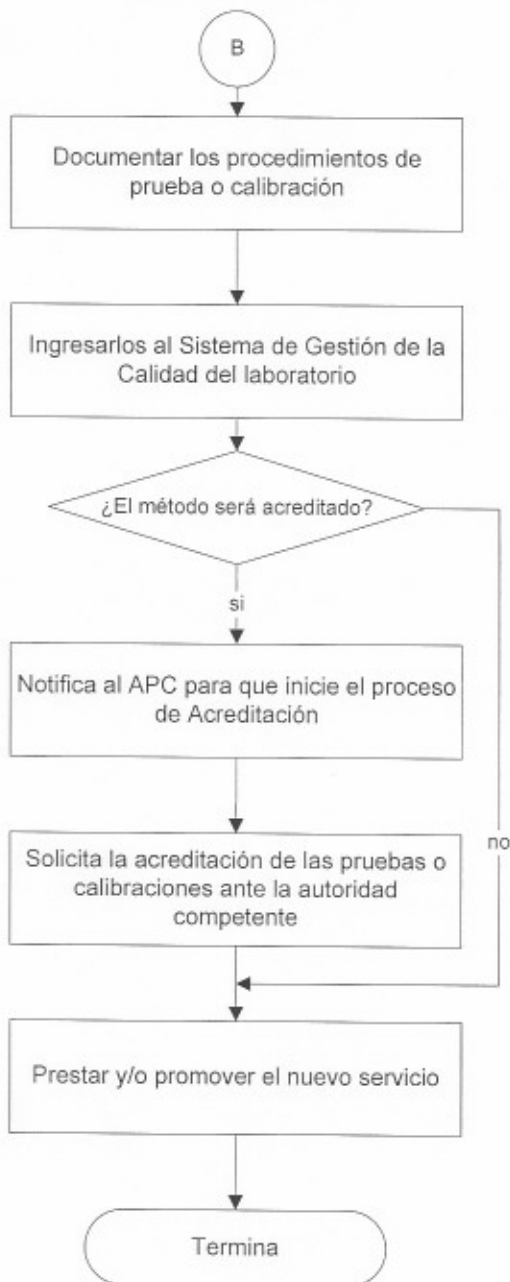 B
Documentar los procedimientos de
prueba o calibración
Ingresarlos al Sistema de Gestión de la
Calidad del laboratorio
¿El método será acreditado?
si
Notifica al APC para que inicie el proceso
de Acreditación
Solicita la acreditación de las pruebas o
calibraciones ante la autoridad
competente
no
Prestar y/o promover el nuevo servicio
Termina